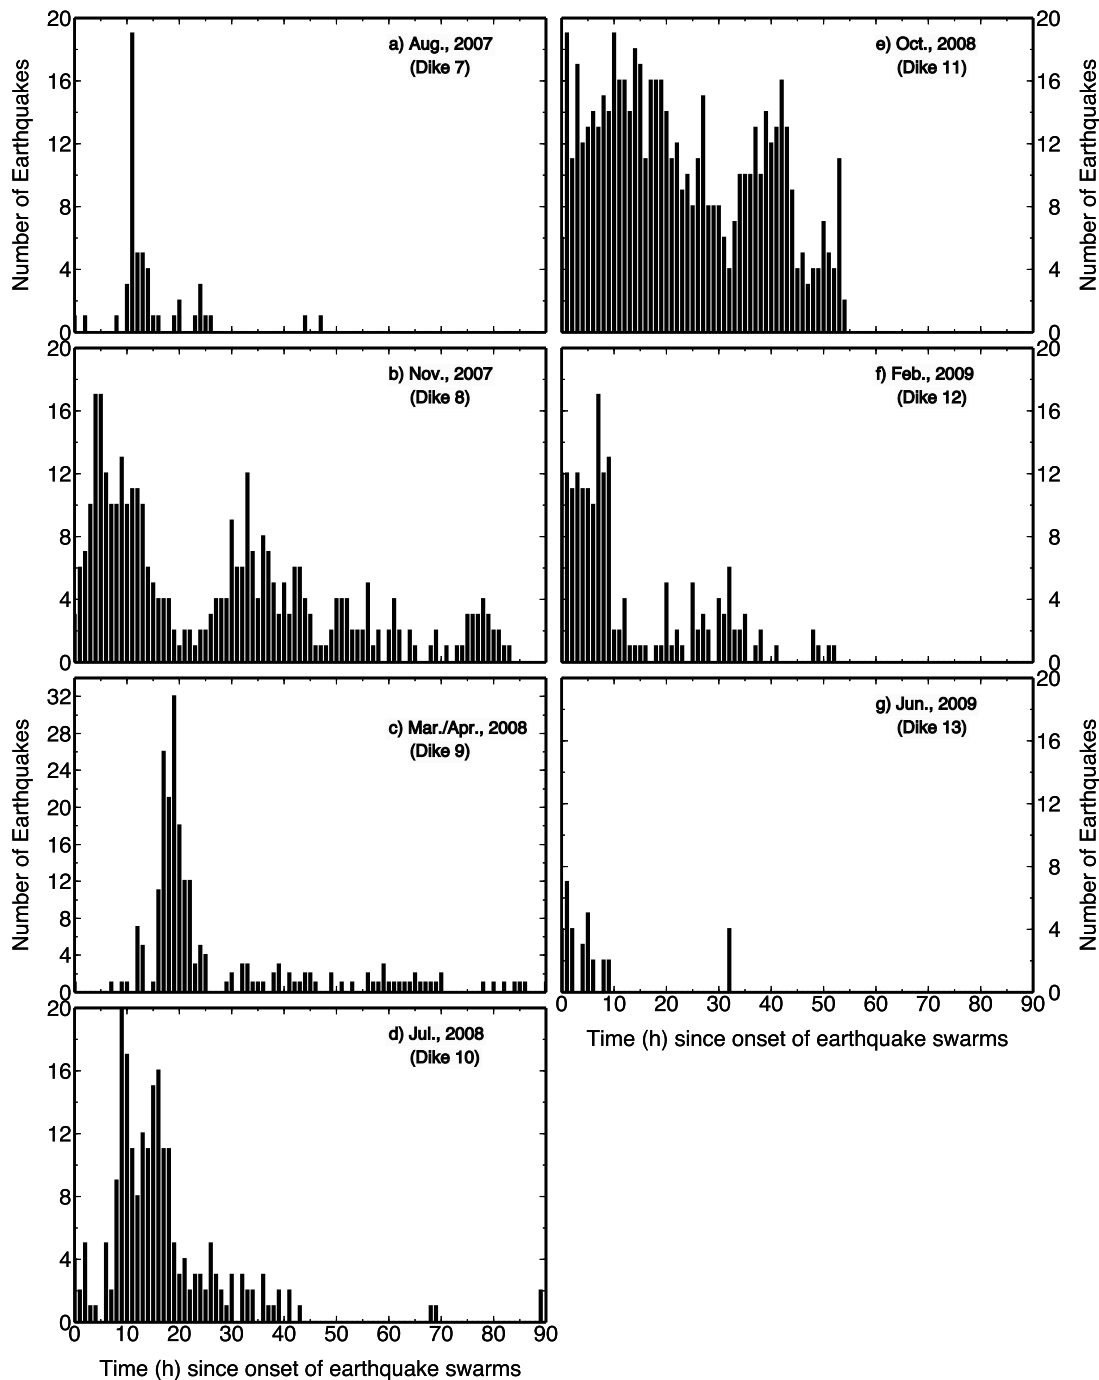 20
16
12
8
4
0
Number of Earthquakes
a) Aug., 2007
(Dike 7)
e) Oct., 2008
(Dike 11)
20
16
12
8
4
0
Number of Earthquakes
20
16
12
8
4
0
b) Nov., 2007
(Dike 8)
f) Feb., 2009
(Dike 12)
20
16
12
8
4
0
32
28
24
20
16
12
8
4
0
Number of Earthquakes
c) Mar./Apr., 2008
(Dike 9)
g) Jun., 2009
(Dike 13)
20
16
12
8
4
0
Number of Earthquakes
0 10 20 30 40 50 60 70 80 90
Time (h) since onset of earthquake swarms
20
16
12
8
4
0
d) Jul., 2008
(Dike 10)
0 10 20 30 40 50 60 70 80 90
Time (h) since onset of earthquake swarms